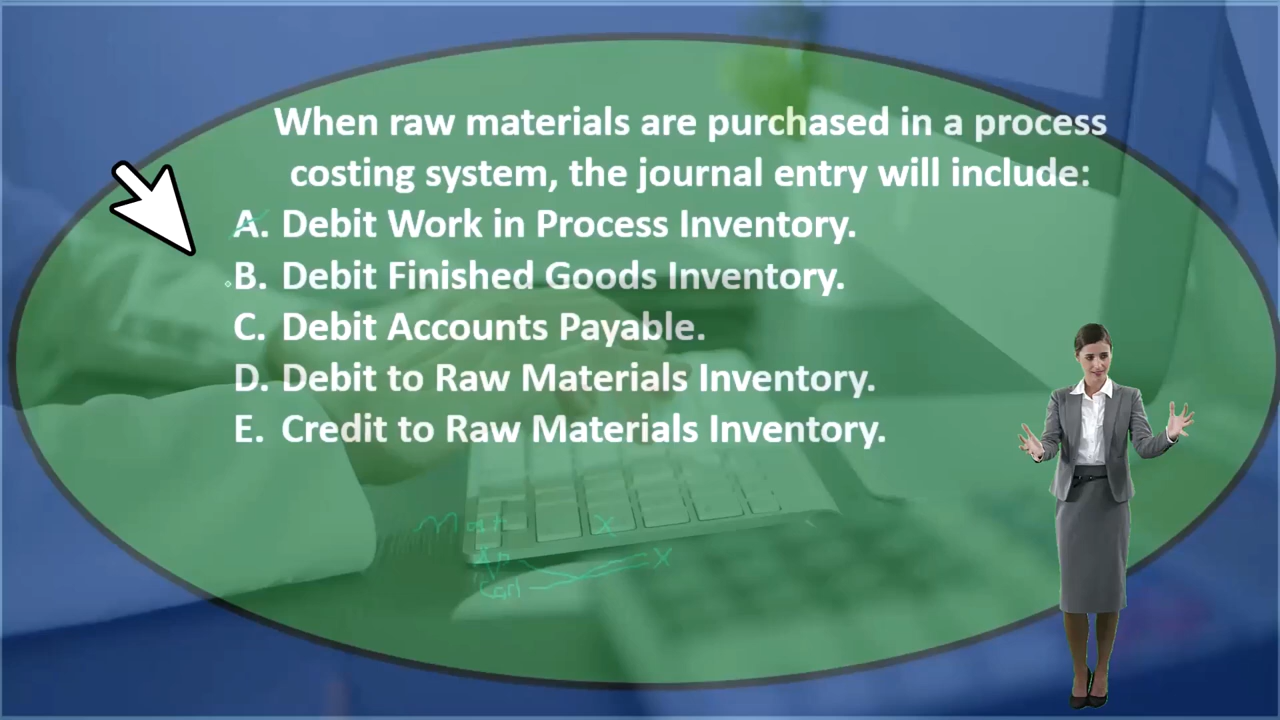 When raw materials are purchased in a process
costing system, the journal entry will include:
A. Debit Work in Process Inventory.
B. Debit Finished Goods Inventory.
C. Debit Accounts Payable.
D. Debit to Raw Materials Inventory.
E. Credit to Raw Materials Inventory.
X
X